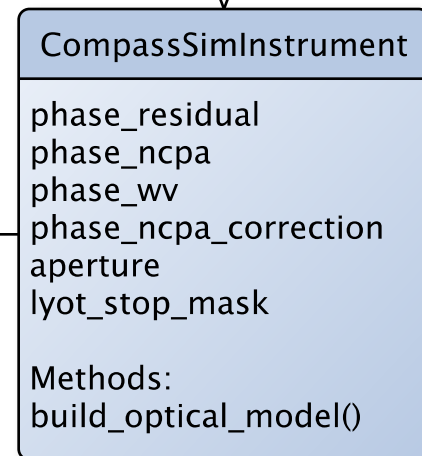 CompassSimInstrument
phase_residual
phase_ncpa
phase_wv
phase_ncpa_correction
aperture
lyot_stop_mask
Methods:
build_optical_model()